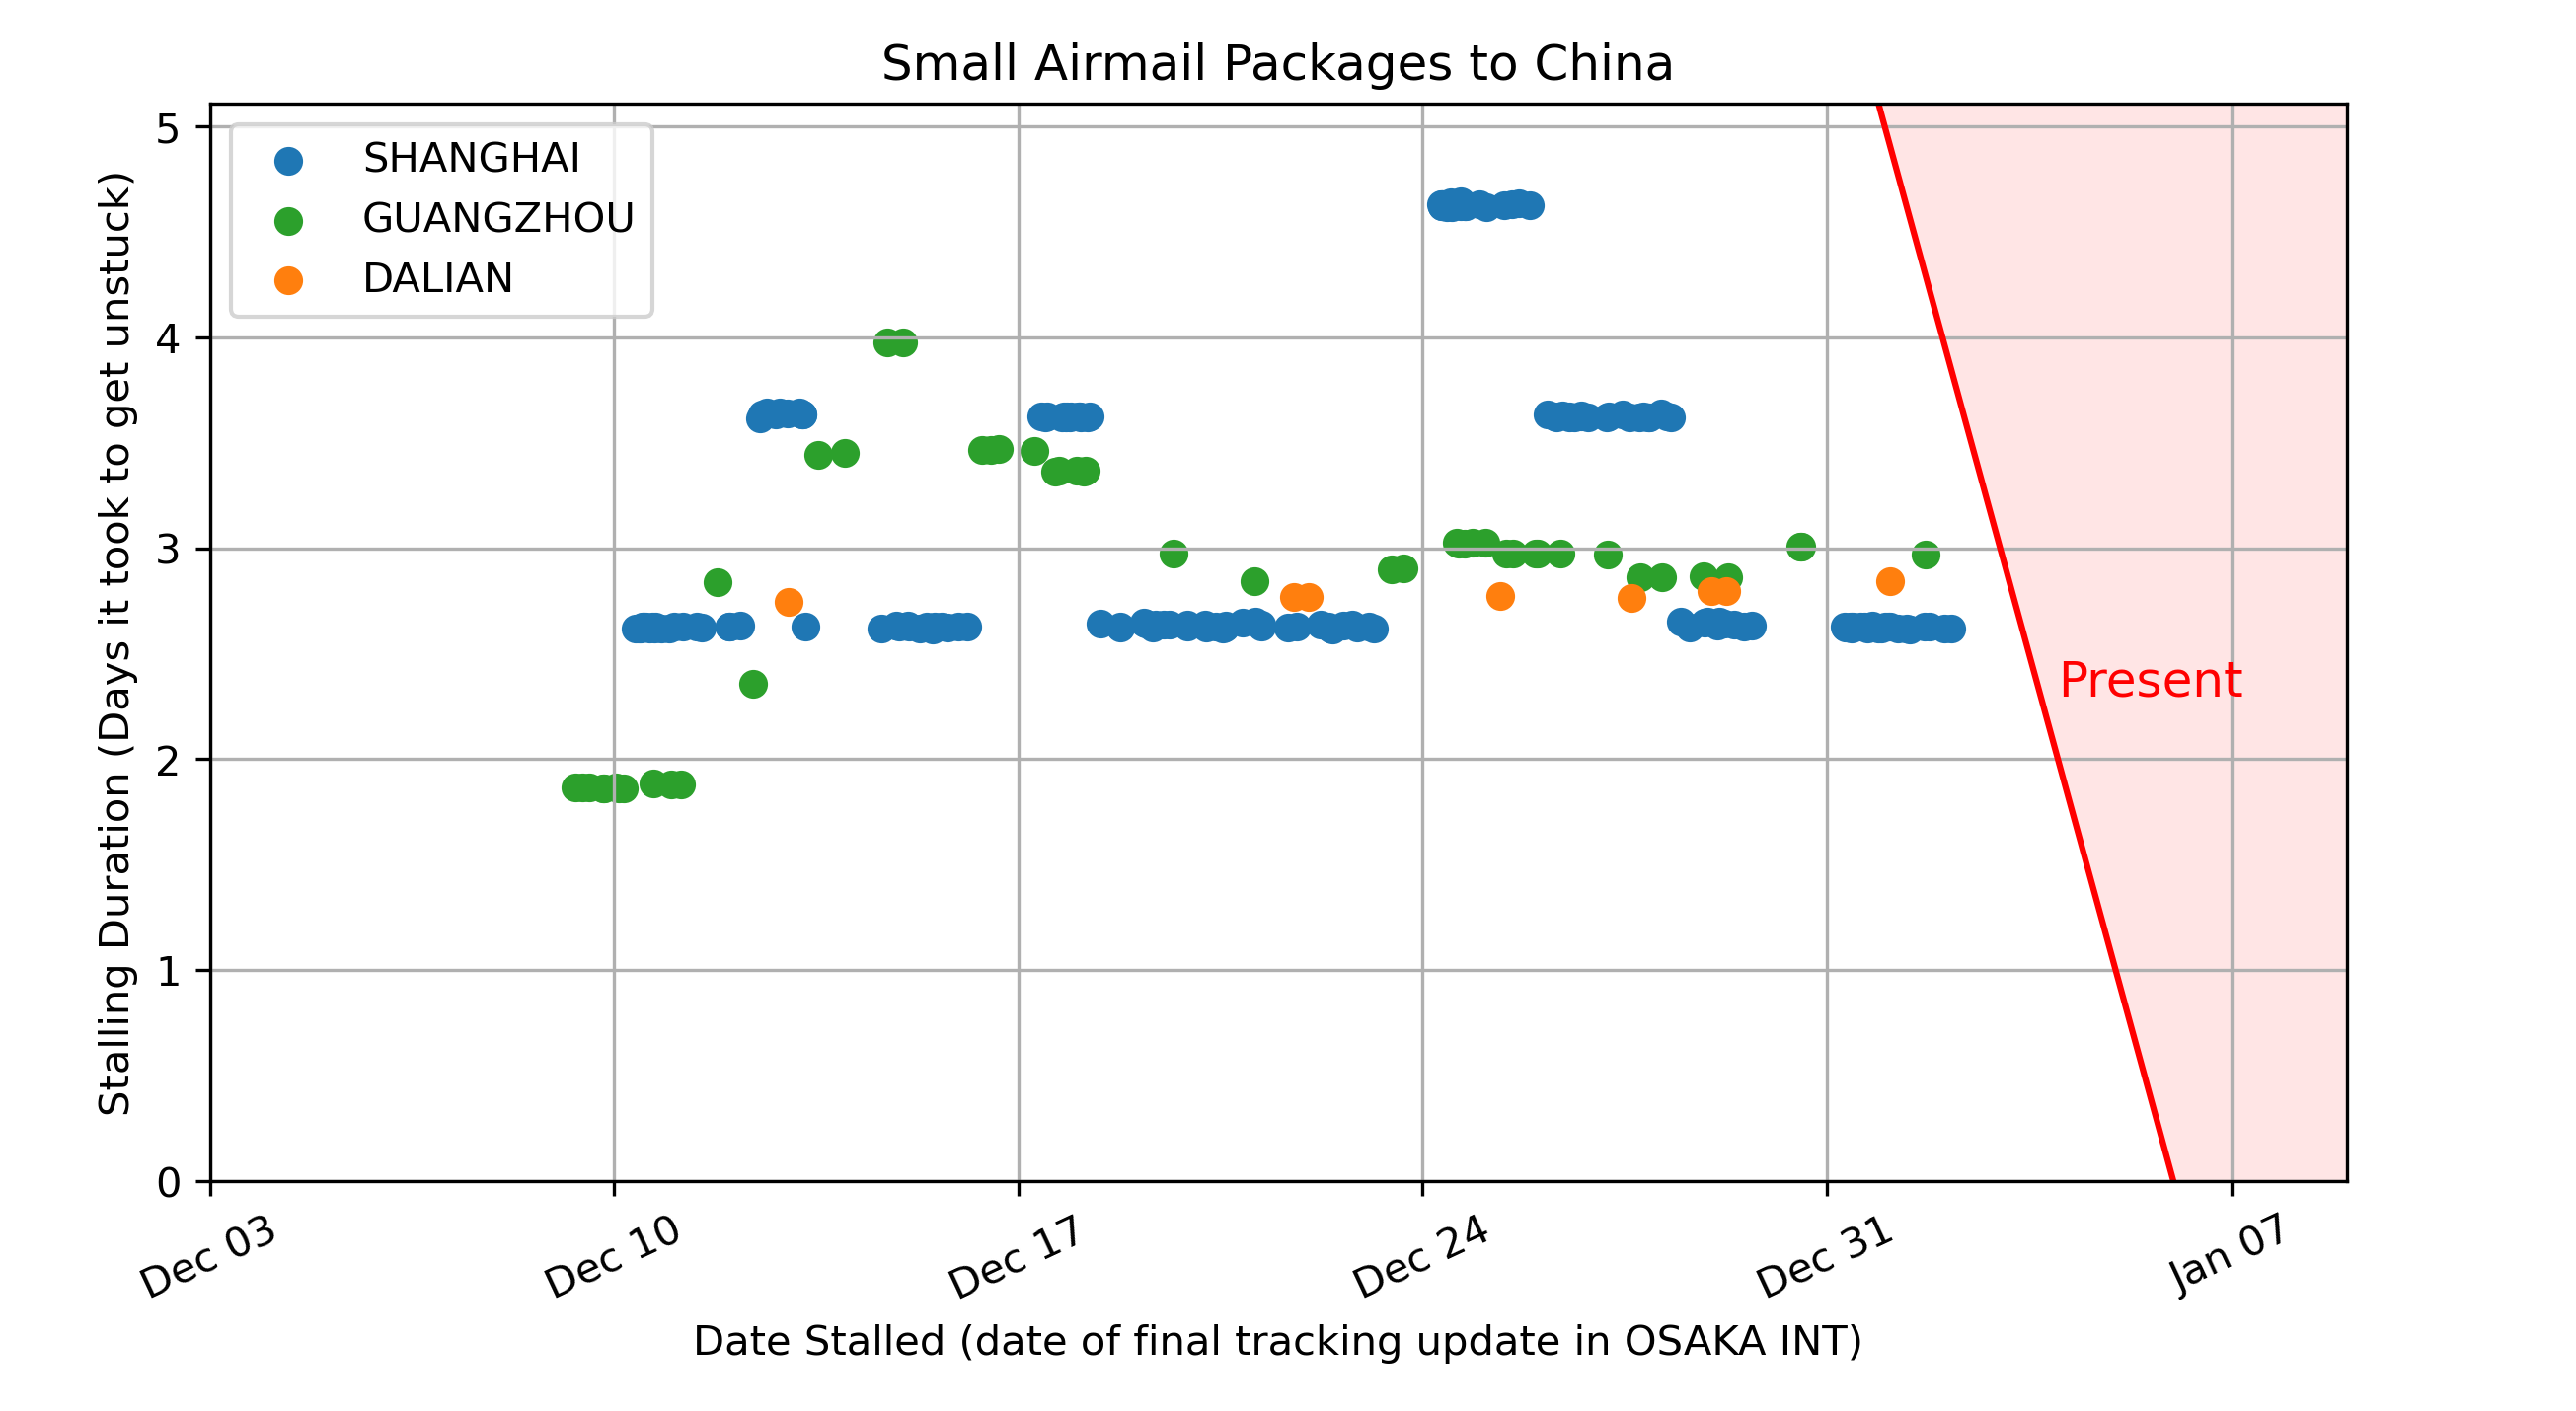 Small Airmail Packages to China
SHANGHAI
GUANGZHOU
DALIAN
Stalling Duration (Days it took to get unstuck)
5
4
3
2
1
0
Present
Dec 03
Dec 10
Dec 17
Dec 24
Dec 31
Jan 07
Date Stalled (date of final tracking update in OSAKA INT)